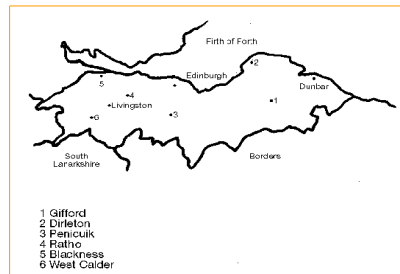 Firth of Forth
2
Edinburgh
5
Dunbar
4
1
Livingston
3
6
South
Lanarkshire
Borders
1 Gifford
2 Dirleton
3 Penicuik
4 Ratho
5 Blackness
6 West Calder